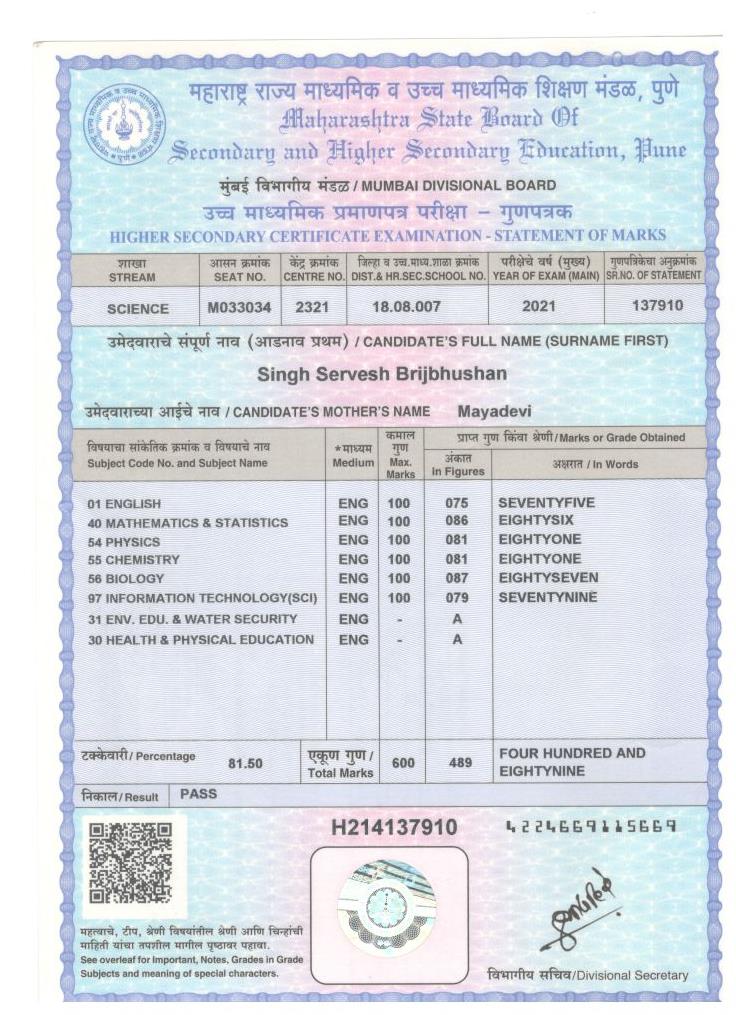 महाराष्ट्र राज्य माध्यमिक व उच्च माध्यमिक शिक्षण मंडळ, पुणे
Maharashtra State Board Of
Secondary and Higher Secondary Education, Pune
मुंबई विभागीय मंडळ / MUMBAI DIVISIONAL BOARD
उच्च माध्यमिक प्रमाणपत्र परीक्षा – गुणपत्रक
HIGHER SECONDARY CERTIFICATE EXAMINATION - STATEMENT OF MARKS
शाखा आसन क्रमांक केंद्र क्रमांक जिल्हा व उच्च.माध्य.शाळा क्रमांक परीक्षेचे वर्ष (मुख्य) गुणपत्रिकेचा अनुक्रमांक
STREAM SEAT NO. CENTRE NO. DIST.& HR.SEC.SCHOOL NO. YEAR OF EXAM (MAIN) SR.NO. OF STATEMENT
SCIENCE M033034 2321 18.08.007 2021 137910
उमेदवाराचे संपूर्ण नाव (आडनाव प्रथम) / CANDIDATE'S FULL NAME (SURNAME FIRST)
Singh Servesh Brijbhushan
उमेदवाराच्या आईचे नाव / CANDIDATE'S MOTHER'S NAME Mayadevi
विषयाचा सांकेतिक क्रमांक व विषयाचे नाव
Subject Code No. and Subject Name
*माध्यम
Medium
कमाल
गुण
Max.
Marks
प्राप्त गुण किंवा श्रेणी/Marks or Grade Obtained
अंकात
In Figures
अक्षरात / In Words
01 ENGLISH ENG 100 075 SEVENTYFIVE
40 MATHEMATICS & STATISTICS ENG 100 086 EIGHTYSIX
54 PHYSICS ENG 100 081 EIGHTYONE
55 CHEMISTRY ENG 100 081 EIGHTYONE
56 BIOLOGY ENG 100 087 EIGHTYSEVEN
97 INFORMATION TECHNOLOGY(SCI) ENG 100 079 SEVENTYNINE
31 ENV. EDU. & WATER SECURITY ENG - A
30 HEALTH & PHYSICAL EDUCATION ENG - A
टक्केवारी/ Percentage 81.50
एकूण गुण /
Total Marks
600 489
FOUR HUNDRED AND
EIGHTYNINE
निकाल/ Result PASS
H214137910 4224669115669
महत्वाचे, टीप, श्रेणी विषयांतील श्रेणी आणि चिन्हांची
माहिती यांचा तपशील मागील पृष्ठावर पहावा.
See overleaf for Important, Notes, Grades in Grade
Subjects and meaning of special characters.
विभागीय सचिव/Divisional Secretary